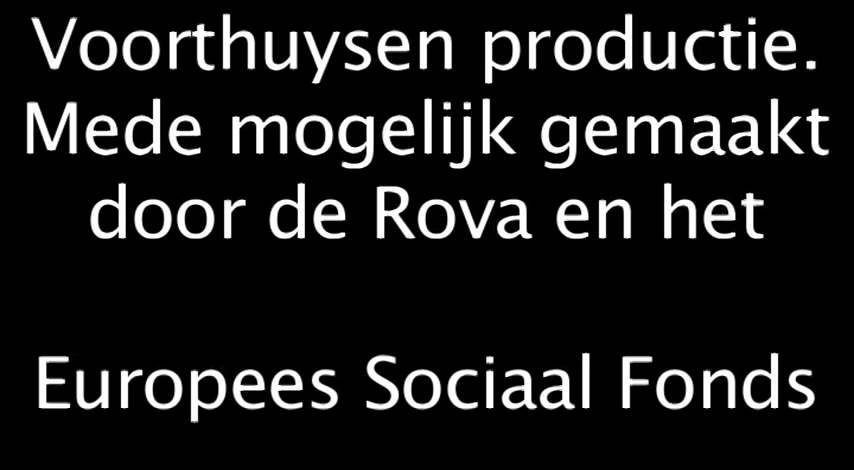 Voorthuysen productie.
Mede mogelijk gemaakt
door de Rova en het
Europees Sociaal Fonds